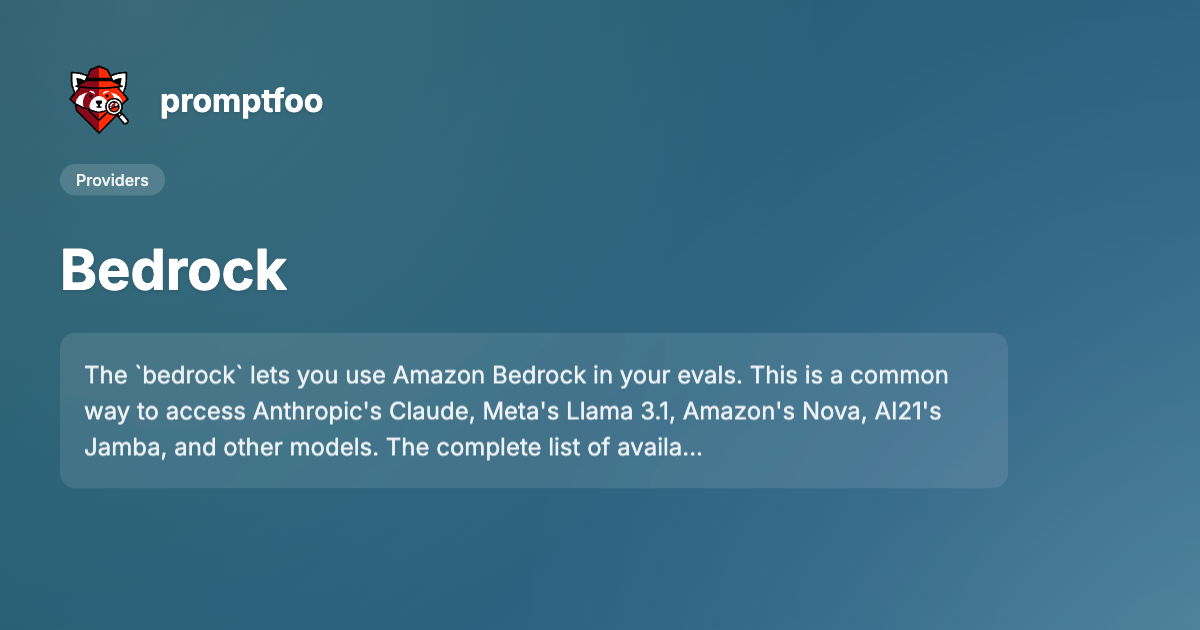 promptfoo
Providers
Bedrock
The `bedrock` lets you use Amazon Bedrock in your evals. This is a common
way to access Anthropic's Claude, Meta's Llama 3.1, Amazon's Nova, AI21's
Jamba, and other models. The complete list of availa...